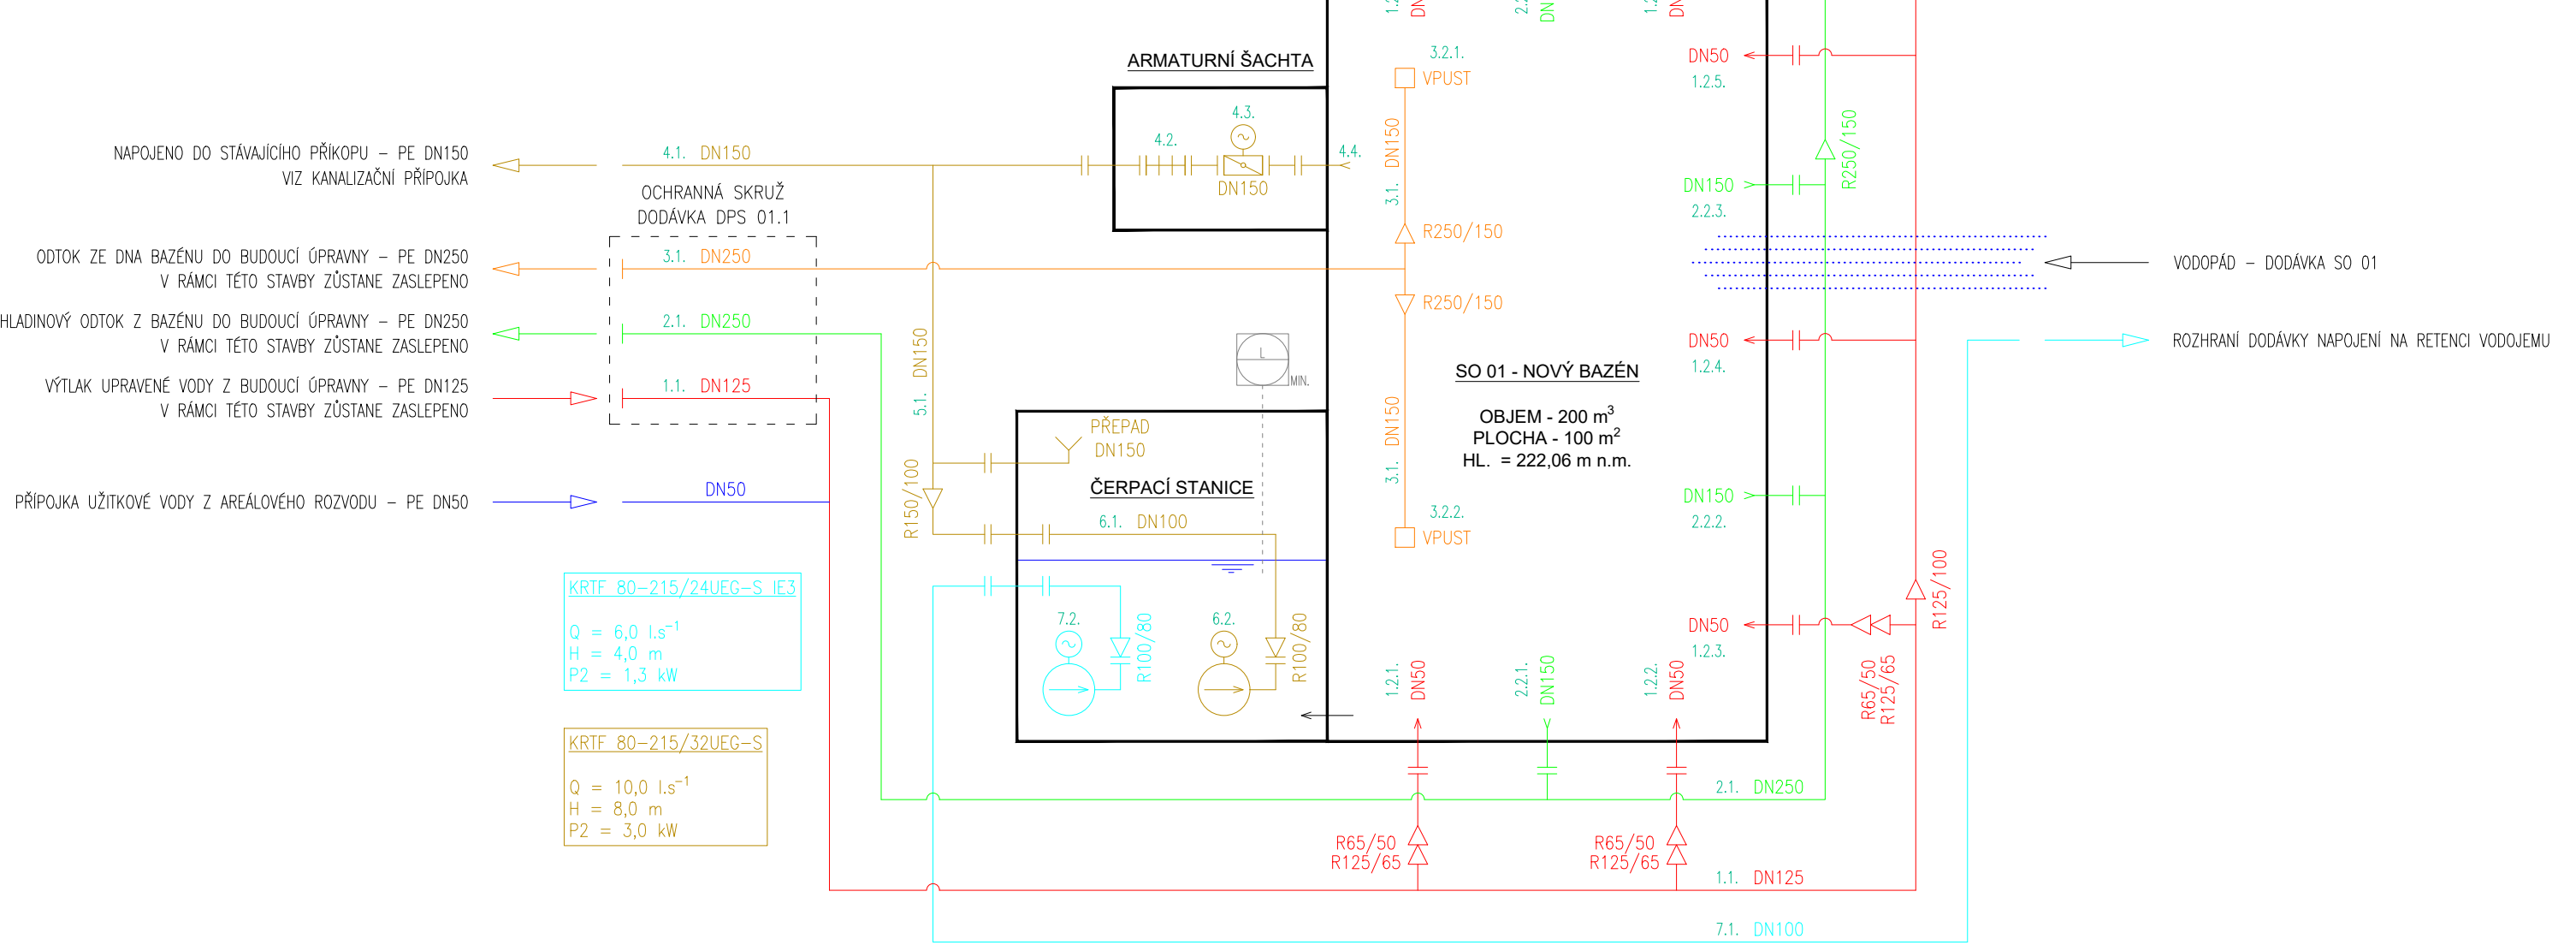 1.2
DN
2.2
DN
1.2
DN
ARMATURNÍ ŠACHTA
3.2.1.
VPUST
DN50
1.2.5.
4.3.
4.2.
4.4.
DN150
NAPOJENO DO STÁVAJÍCÍHO PŘÍKOPU – PE DN150
VIZ KANALIZAČNÍ PŘÍPOJKA
4.1. DN150
3.1. DN150
R250/150
DN150
2.2.3.
OCHRANNÁ SKRUŽ
DODÁVKA DPS 01.1
R250/150
ODTOK ZE DNA BAZÉNU DO BUDOUCÍ ÚPRAVNY – PE DN250
V RÁMCI TÉTO STAVBY ZŮSTANE ZASLEPENO
3.1. DN250
VODOPÁD – DODÁVKA SO 01
R250/150
HLADINOVÝ ODTOK Z BAZÉNU DO BUDOUCÍ ÚPRAVNY – PE DN250
V RÁMCI TÉTO STAVBY ZŮSTANE ZASLEPENO
2.1. DN250
L
MIN.
DN50
1.2.4.
ROZHRANÍ DODÁVKY NAPOJENÍ NA RETENCI VODOJEMU
VÝTLAK UPRAVENÉ VODY Z BUDOUCÍ ÚPRAVNY – PE DN125
V RÁMCI TÉTO STAVBY ZŮSTANE ZASLEPENO
1.1. DN125
5.1. DN150
SO 01 - NOVÝ BAZÉN
OBJEM - 200 m³
PLOCHA - 100 m²
HL. = 222,06 m n.m.
3.1. DN150
PŘEPAD
DN150
ČERPACÍ STANICE
PŘÍPOJKA UŽITKOVÉ VODY Z AREÁLOVÉHO ROZVODU – PE DN50
DN50
R150/100
6.1. DN100
3.2.2.
VPUST
DN150
2.2.2.
KRTF 80-215/24UEG-S IE3
Q = 6,0 l.s⁻¹
H = 4,0 m
P2 = 1,3 kW
7.2.
R100/80
6.2.
R100/80
R125/100
DN50
1.2.3.
R65/50
R125/65
1.2.1.
DN50
2.2.1.
DN150
1.2.2.
DN50
KRTF 80-215/32UEG-S
Q = 10,0 l.s⁻¹
H = 8,0 m
P2 = 3,0 kW
2.1. DN250
R65/50
R125/65
R65/50
R125/65
1.1. DN125
7.1. DN100